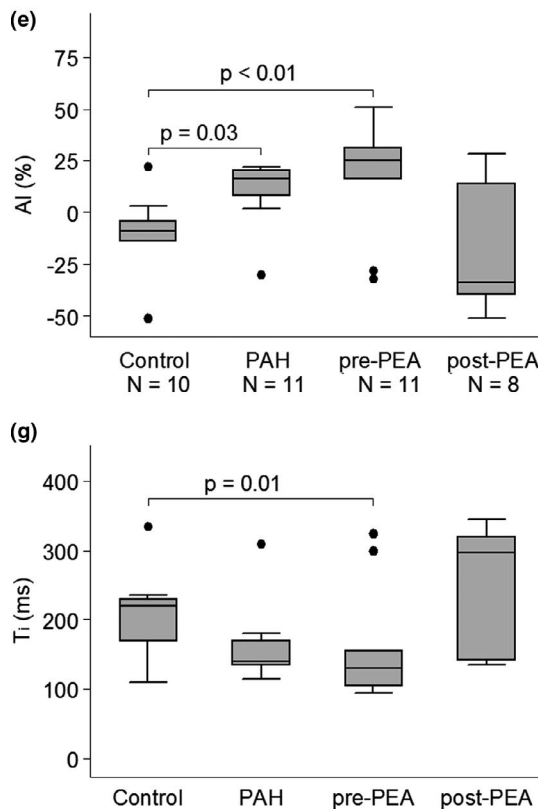 (e)
75
50
25
0
-25
-50
AI (%)
p < 0.01
p = 0.03
Control PAH pre-PEA post-PEA
N = 10 N = 11 N = 11 N = 8
(g)
400
300
200
100
0
Ti (ms)
p = 0.01
Control PAH pre-PEA post-PEA